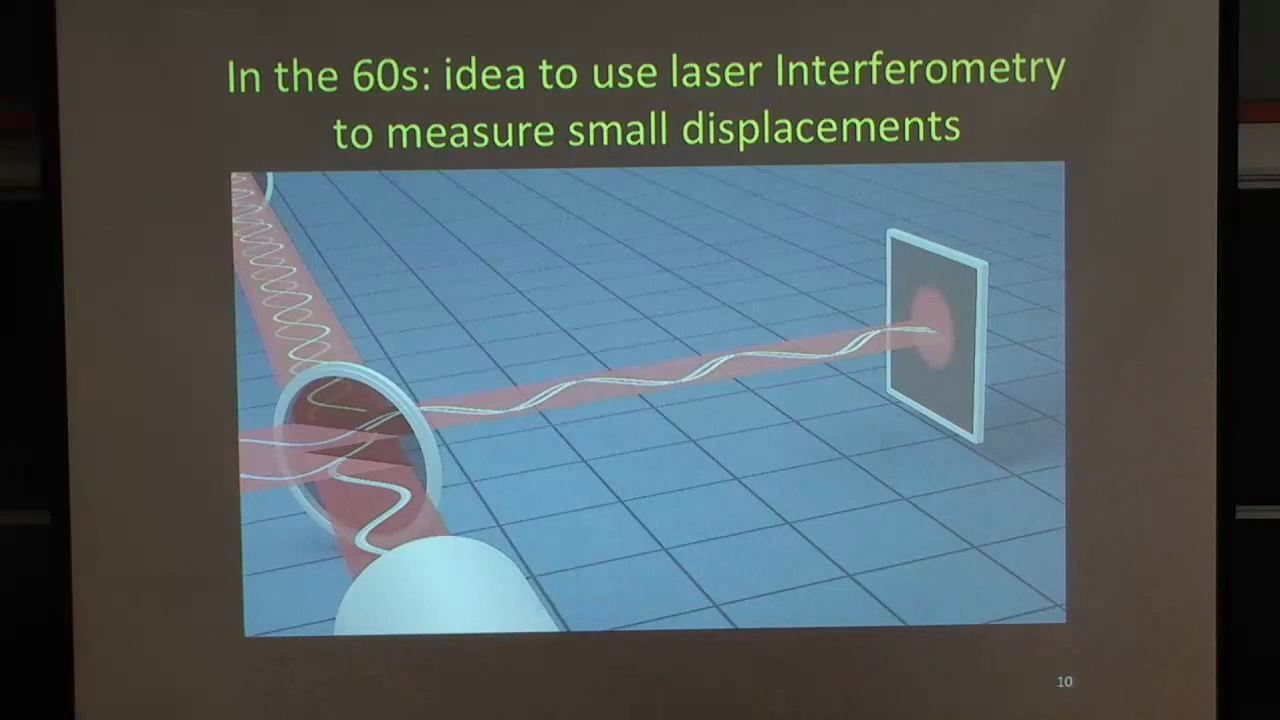 In the 60s: idea to use laser Interferometry
to measure small displacements
10